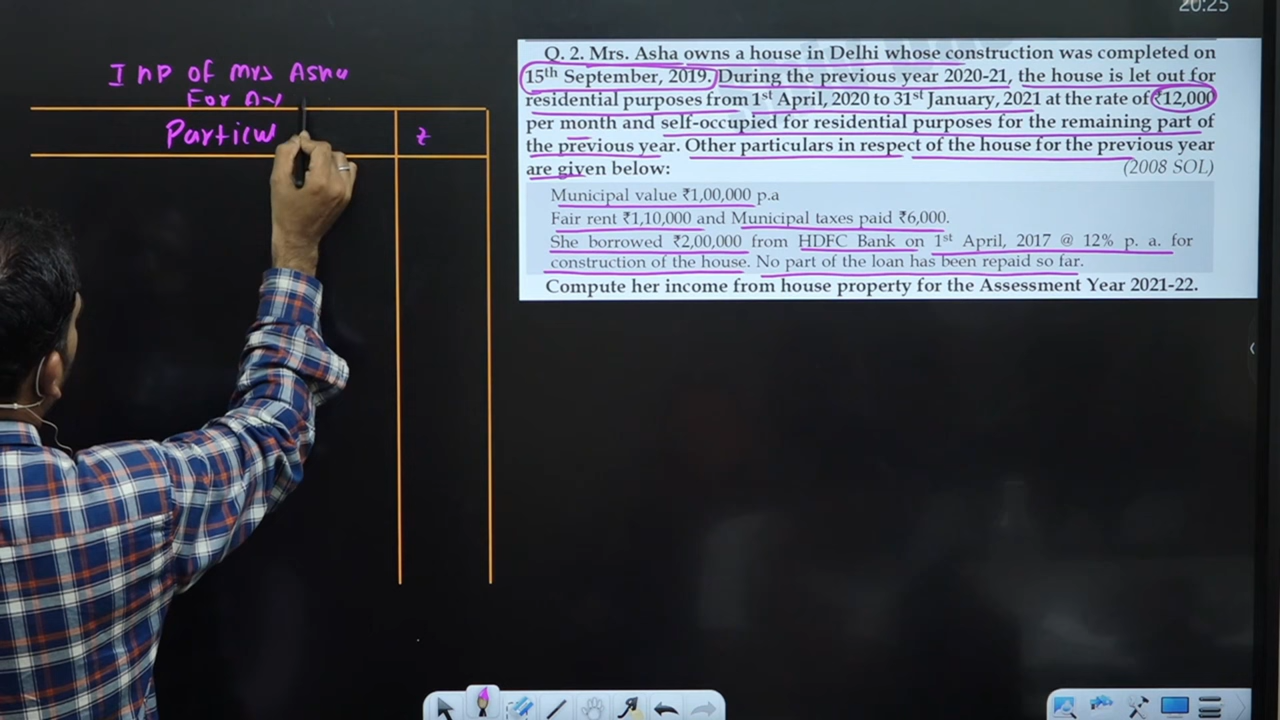 20:25
I HP of Mrs Asha
For A-Y
Particu
₹
Q. 2. Mrs. Asha owns a house in Delhi whose construction was completed on
15th September, 2019. During the previous year 2020-21, the house is let out for
residential purposes from 1st April, 2020 to 31st January, 2021 at the rate of ₹12,000
per month and self-occupied for residential purposes for the remaining part of
the previous year. Other particulars in respect of the house for the previous year
are given below: (2008 SOL)
Municipal value ₹1,00,000 p.a
Fair rent ₹1,10,000 and Municipal taxes paid ₹6,000.
She borrowed ₹2,00,000 from HDFC Bank on 1st April, 2017 @ 12% p. a. for
construction of the house. No part of the loan has been repaid so far.
Compute her income from house property for the Assessment Year 2021-22.